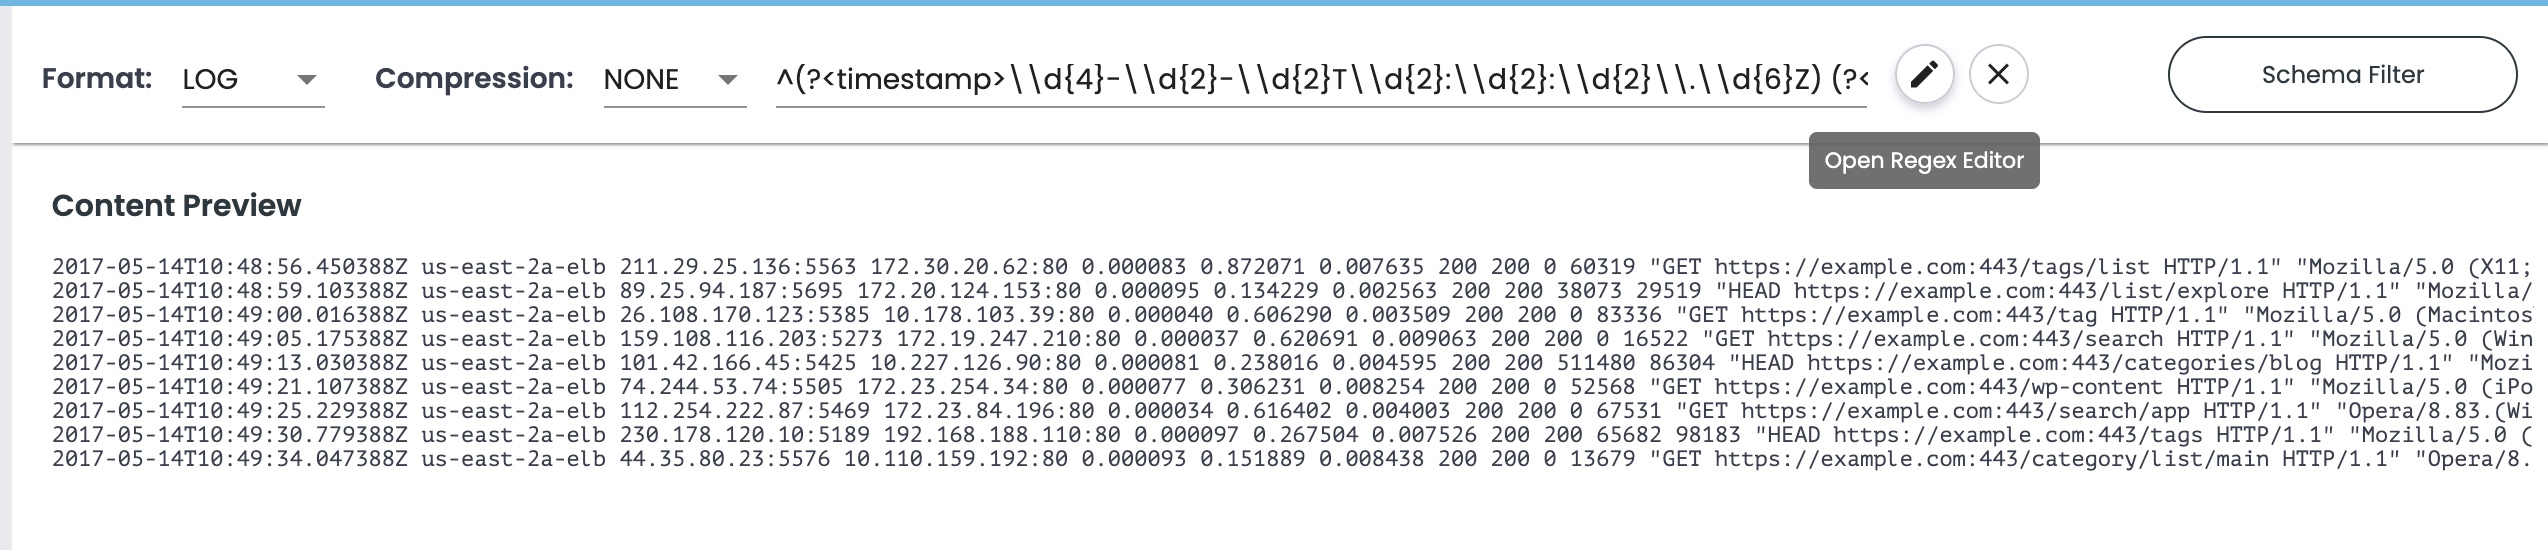 Format: LOG Compression: NONE ^(?<timestamp>\\d{4}-\\d{2}-\\d{2}T\\d{2}:\\d{2}:\\d{2}\\.\\d{6}Z) (?< Schema Filter
Open Regex Editor
Content Preview
2017-05-14T10:48:56.450388Z us-east-2a-elb 211.29.25.136:5563 172.30.20.62:80 0.000083 0.872071 0.007635 200 200 0 60319 "GET https://example.com:443/tags/list HTTP/1.1" "Mozilla/5.0 (X11;
2017-05-14T10:48:59.103388Z us-east-2a-elb 89.25.94.187:5695 172.20.124.153:80 0.000095 0.134229 0.002563 200 200 38073 29519 "HEAD https://example.com:443/list/explore HTTP/1.1" "Mozilla/
2017-05-14T10:49:00.016388Z us-east-2a-elb 26.108.170.123:5385 10.178.103.39:80 0.000040 0.606290 0.003509 200 200 0 83336 "GET https://example.com:443/tag HTTP/1.1" "Mozilla/5.0 (Macintos
2017-05-14T10:49:05.175388Z us-east-2a-elb 159.108.116.203:5273 172.19.247.210:80 0.000037 0.620691 0.009063 200 200 0 16522 "GET https://example.com:443/search HTTP/1.1" "Mozilla/5.0 (Win
2017-05-14T10:49:13.030388Z us-east-2a-elb 101.42.166.45:5425 10.227.126.90:80 0.000081 0.238016 0.004595 200 200 511480 86304 "HEAD https://example.com:443/categories/blog HTTP/1.1" "Mozi
2017-05-14T10:49:21.107388Z us-east-2a-elb 74.244.53.74:5505 172.23.254.34:80 0.000077 0.306231 0.008254 200 200 0 52568 "GET https://example.com:443/wp-content HTTP/1.1" "Mozilla/5.0 (iPo
2017-05-14T10:49:25.229388Z us-east-2a-elb 112.254.222.87:5469 172.23.84.196:80 0.000034 0.616402 0.004003 200 200 0 67531 "GET https://example.com:443/search/app HTTP/1.1" "Opera/8.83.(Wi
2017-05-14T10:49:30.779388Z us-east-2a-elb 230.178.120.10:5189 192.168.188.110:80 0.000097 0.267504 0.007526 200 200 65682 98183 "HEAD https://example.com:443/tags HTTP/1.1" "Mozilla/5.0 (
2017-05-14T10:49:34.047388Z us-east-2a-elb 44.35.80.23:5576 10.110.159.192:80 0.000093 0.151889 0.008438 200 200 0 13679 "GET https://example.com:443/category/list/main HTTP/1.1" "Opera/8.